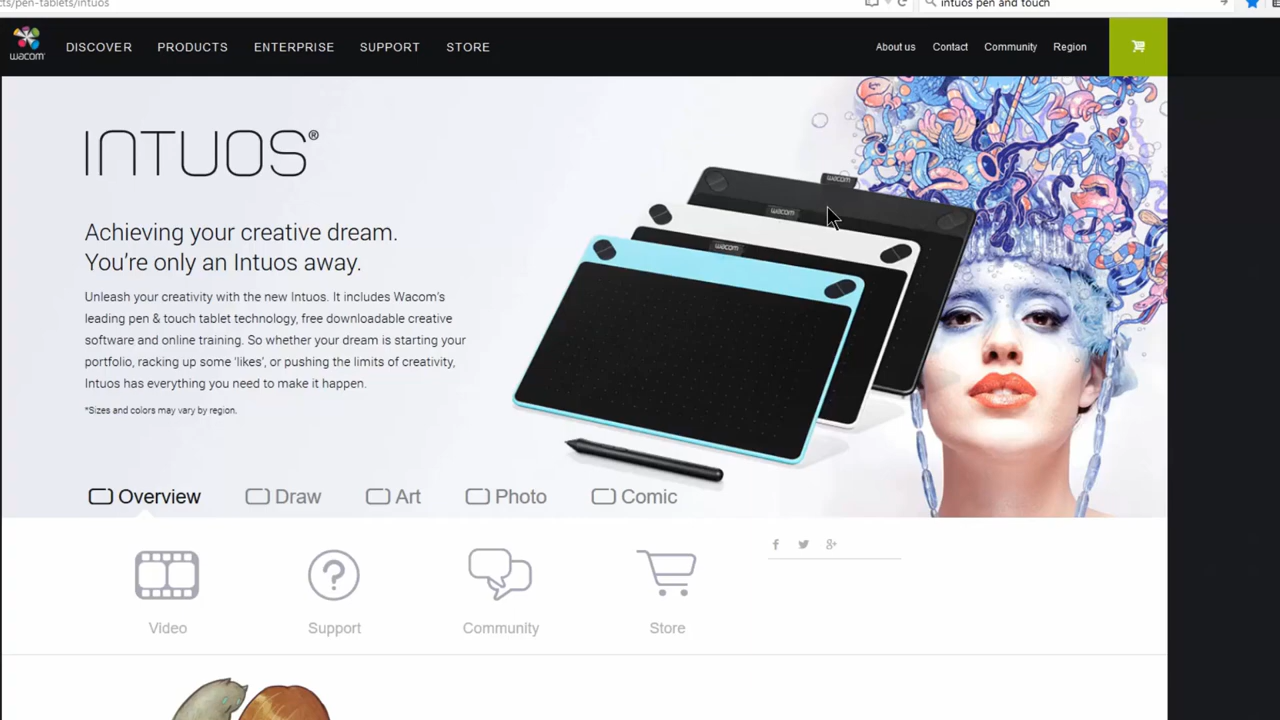 cts/pen-tablets/intuos
intuos pen and touch
wacom
DISCOVER PRODUCTS ENTERPRISE SUPPORT STORE
About us Contact Community Region
INTUOS®
Achieving your creative dream.
You’re only an Intuos away.
Unleash your creativity with the new Intuos. It includes Wacom’s
leading pen & touch tablet technology, free downloadable creative
software and online training. So whether your dream is starting your
portfolio, racking up some ‘likes’, or pushing the limits of creativity,
Intuos has everything you need to make it happen.
*Sizes and colors may vary by region.
wacom
wacom
wacom
Overview Draw Art Photo Comic
Video Support Community Store